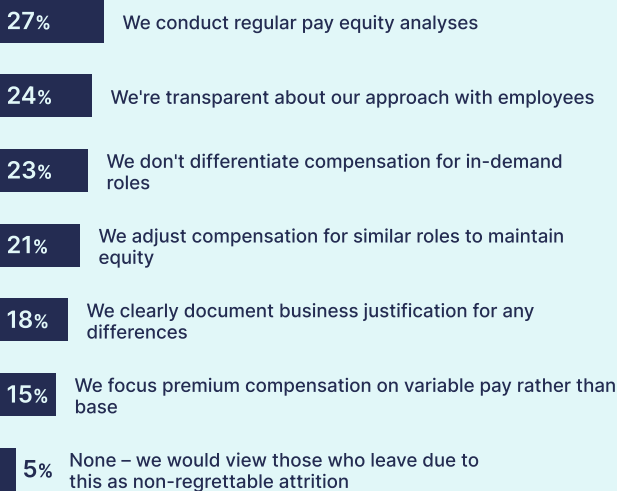 27% We conduct regular pay equity analyses
24% We're transparent about our approach with employees
23% We don't differentiate compensation for in-demand
roles
21% We adjust compensation for similar roles to maintain
equity
18% We clearly document business justification for any
differences
15% We focus premium compensation on variable pay rather than
base
5% None – we would view those who leave due to
this as non-regrettable attrition